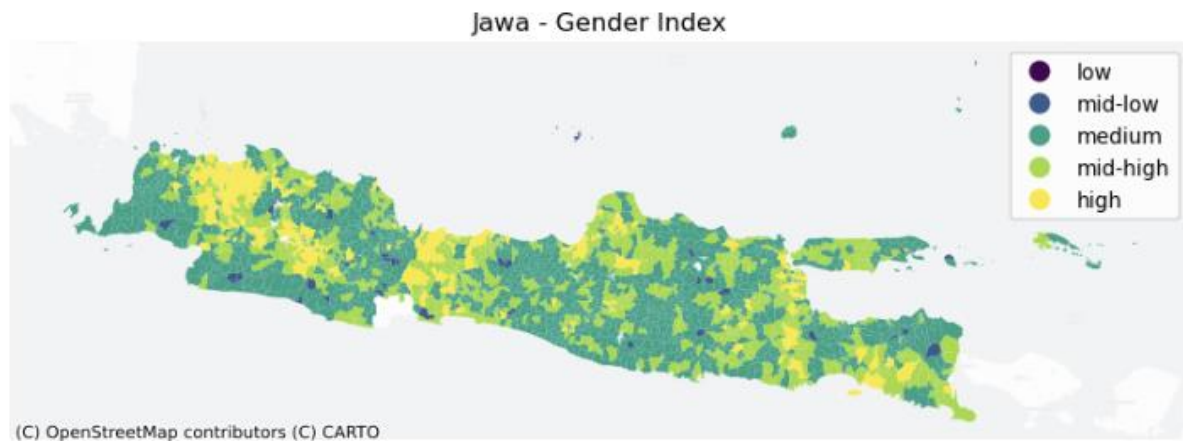 Jawa - Gender Index
low
mid-low
medium
mid-high
high
(C) OpenStreetMap contributors (C) CARTO